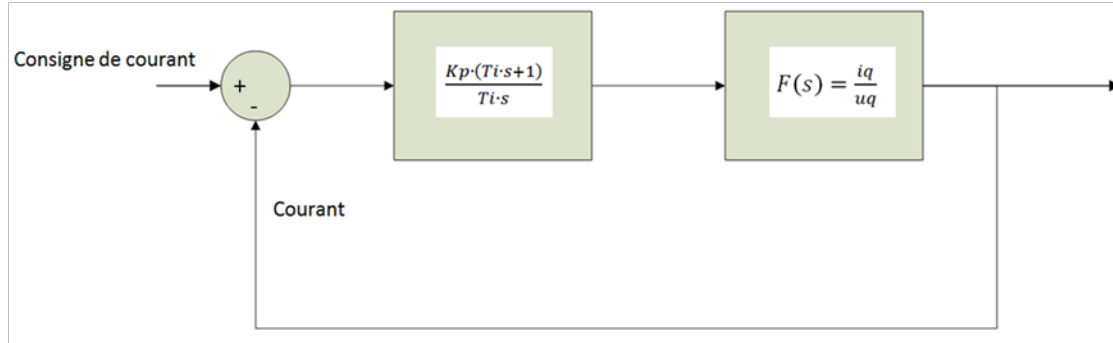 Consigne de courant
+
-
Kp·(Ti·s+1)
Ti·s
F(s) = iq
uq
Courant